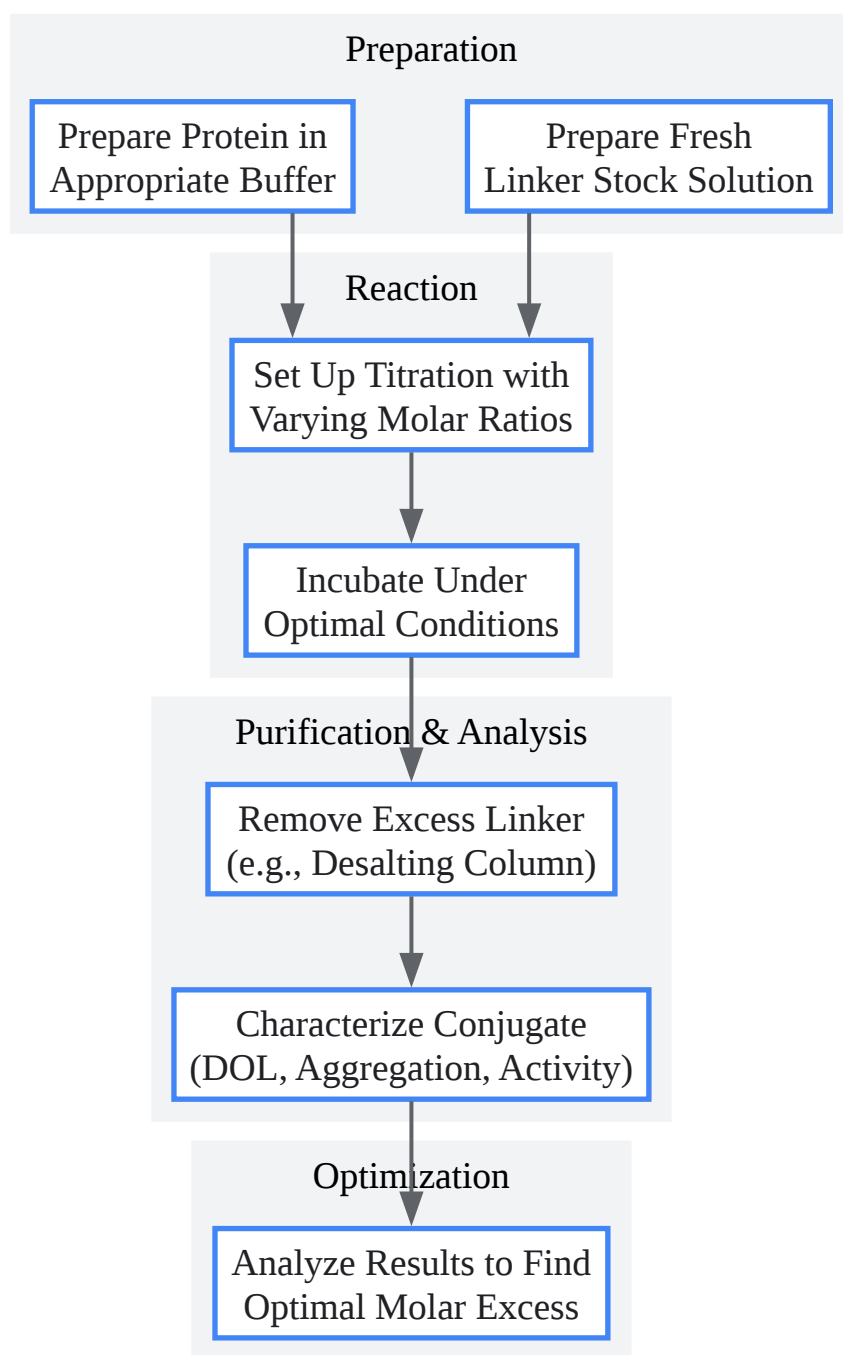 Preparation
Prepare Protein in
Appropriate Buffer
Prepare Fresh
Linker Stock Solution
Reaction
Set Up Titration with
Varying Molar Ratios
Incubate Under
Optimal Conditions
Purification & Analysis
Remove Excess Linker
(e.g., Desalting Column)
Characterize Conjugate
(DOL, Aggregation, Activity)
Optimization
Analyze Results to Find
Optimal Molar Excess